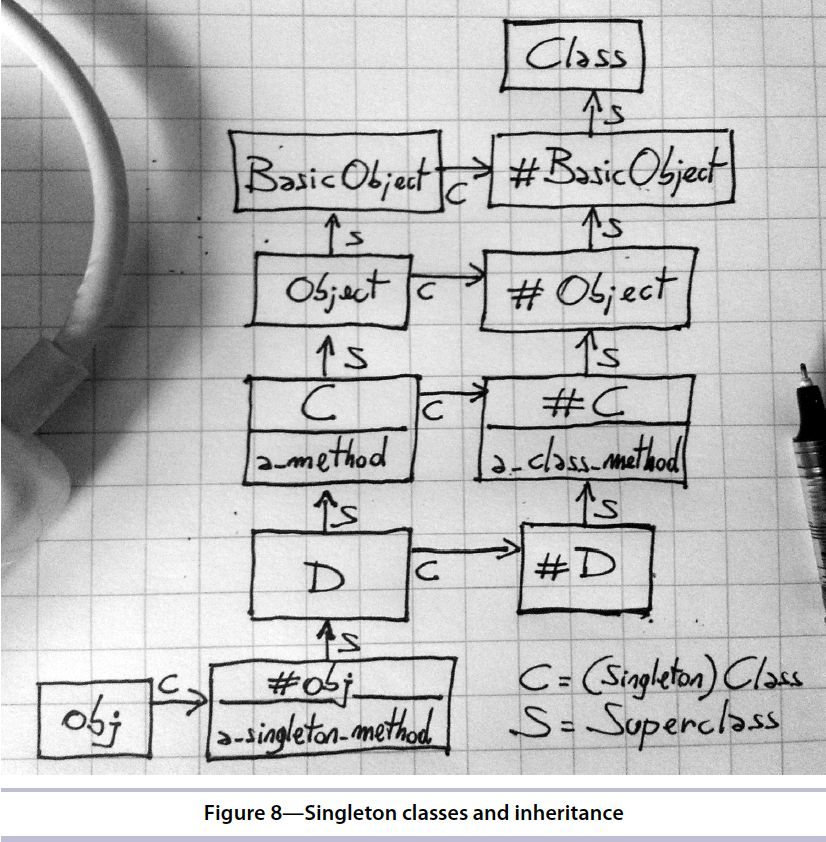 Class
S
BasicObject
C
#BasicObject
S
S
Object
C
#Object
S
S
C
C
#C
a_method
a_class_method
S
S
D
C
#D
S
obj
C
#obj
a_singleton_method
C = (Singleton) Class
S = Superclass
Figure 8—Singleton classes and inheritance